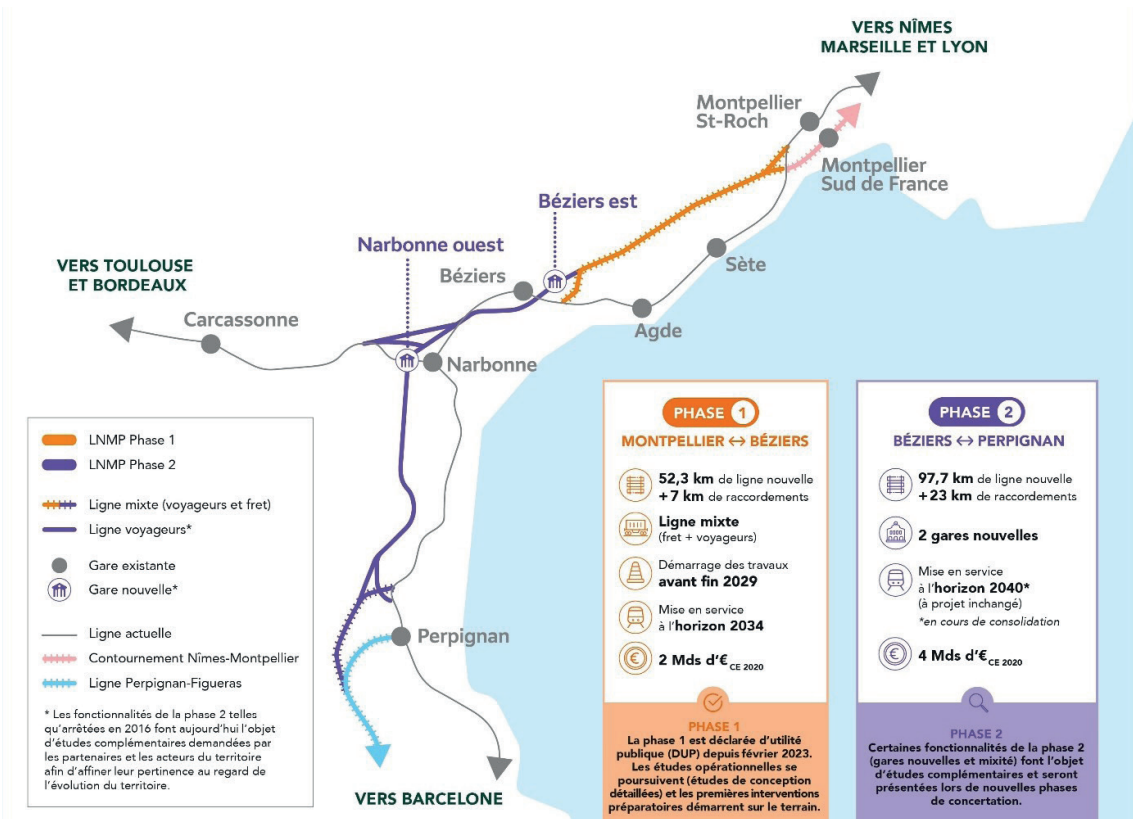 VERS NÎMES
MARSEILLE ET LYON
Montpellier
St-Roch
Montpellier
Sud de France
Béziers est
Narbonne ouest
Sète
VERS TOULOUSE
ET BORDEAUX
Béziers
Agde
Carcassonne
Narbonne
Perpignan
VERS BARCELONE
LNMP Phase 1
LNMP Phase 2
Ligne mixte (voyageurs et fret)
Ligne voyageurs*
Gare existante
Gare nouvelle*
Ligne actuelle
Contournement Nîmes-Montpellier
Ligne Perpignan-Figueras
* Les fonctionnalités de la phase 2 telles
qu'arrêtées en 2016 font aujourd'hui l'objet
d'études complémentaires demandées par
les partenaires et les acteurs du territoire
afin d'affiner leur pertinence au regard de
l'évolution du territoire.
PHASE 1
MONTPELLIER ↔ BÉZIERS
52,3 km de ligne nouvelle
+7 km de raccordements
Ligne mixte
(fret + voyageurs)
Démarrage des travaux
avant fin 2029
Mise en service
à l'horizon 2034
2 Mds d'€ CE 2020
PHASE 1
La phase 1 est déclarée d'utilité
publique (DUP) depuis février 2023.
Les études opérationnelles se
poursuivent (études de conception
détaillées) et les premières interventions
préparatoires démarrent sur le terrain.
PHASE 2
BÉZIERS ↔ PERPIGNAN
97,7 km de ligne nouvelle
+23 km de raccordements
2 gares nouvelles
Mise en service
à l'horizon 2040*
(à projet inchangé)
*en cours de consolidation
4 Mds d'€ CE 2020
PHASE 2
Certaines fonctionnalités de la phase 2
(gares nouvelles et mixité) font l'objet
d'études complémentaires et seront
présentées lors de nouvelles phases
de concertation.